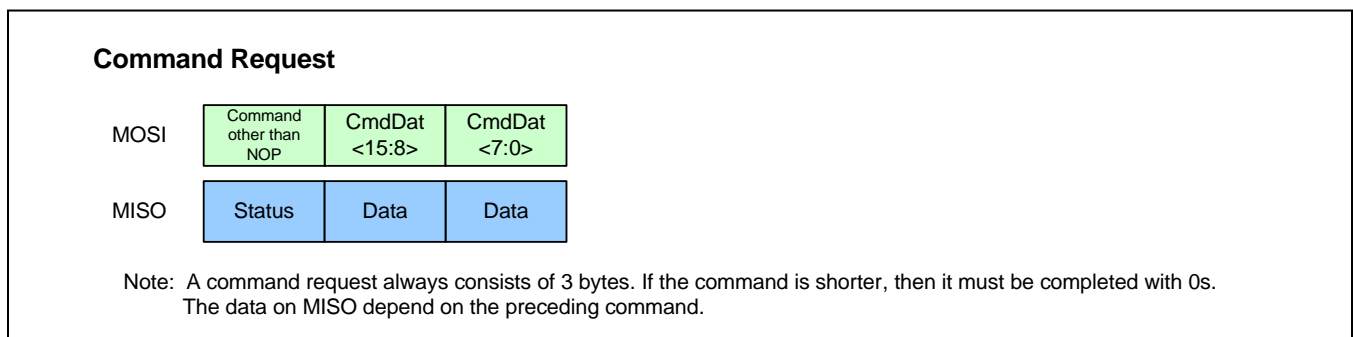 Command Request
MOSI
Command
other than
NOP
CmdDat
<15:8>
CmdDat
<7:0>
MISO
Status
Data
Data
Note: A command request always consists of 3 bytes. If the command is shorter, then it must be completed with 0s.
The data on MISO depend on the preceding command.